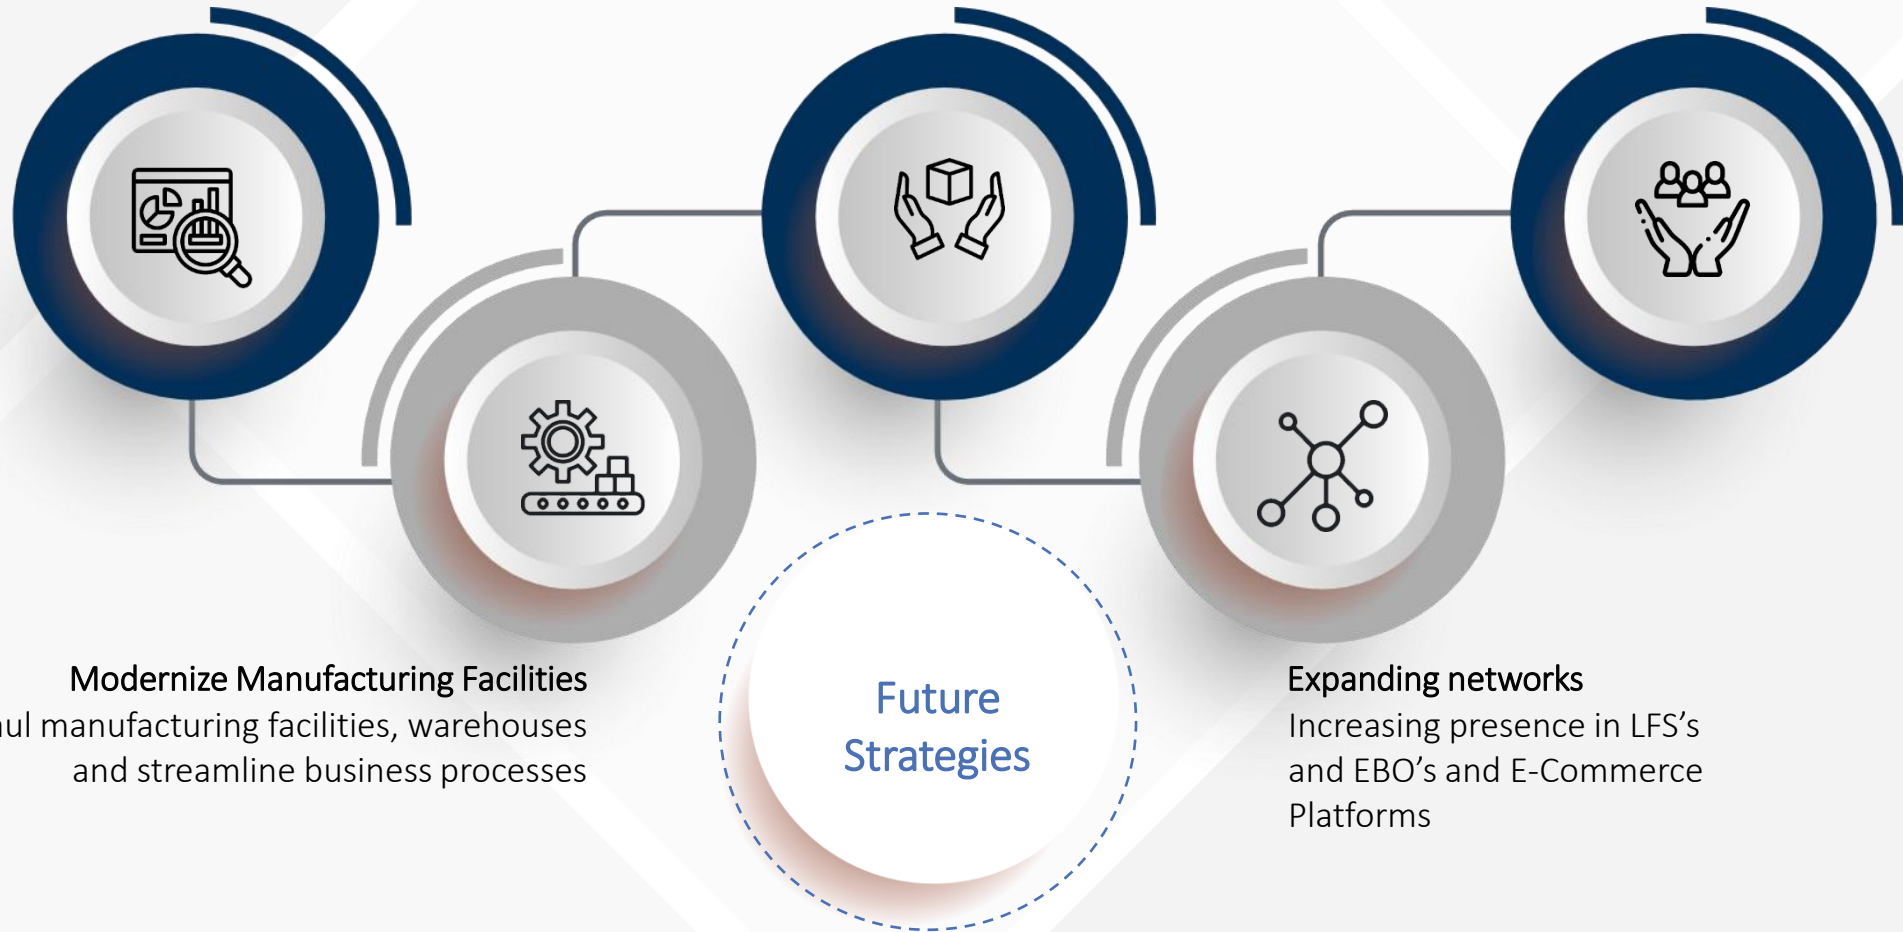 Modernize Manufacturing Facilities
manufacturing facilities, warehouses
and streamline business processes
Future
Strategies
Expanding networks
Increasing presence in LFS’s
and EBO’s and E-Commerce
Platforms